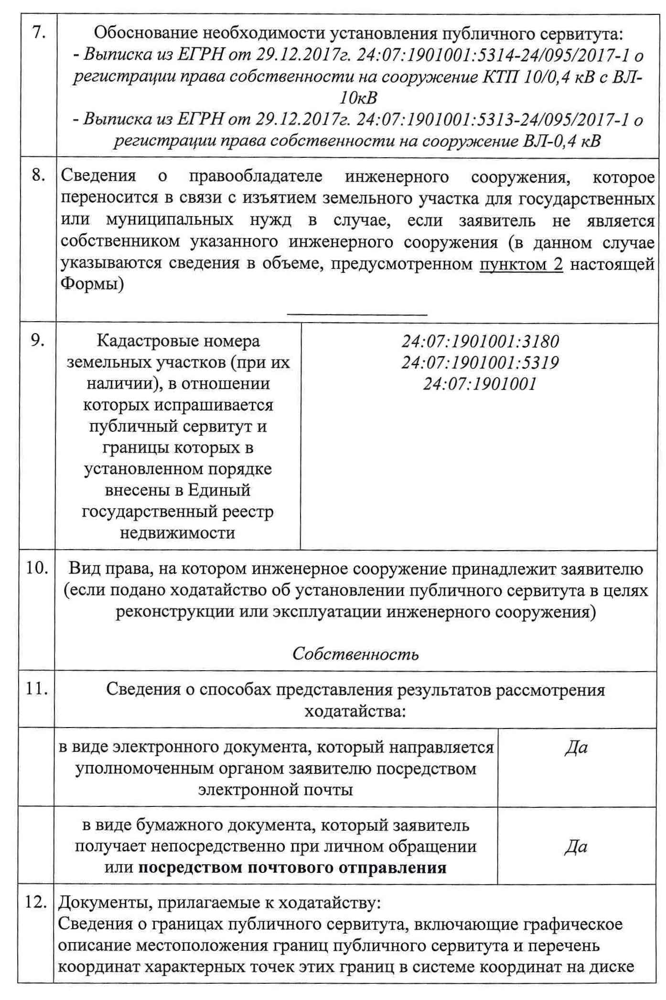 7.
Обоснование необходимости установления публичного сервитута:
- Выписка из ЕГРН от 29.12.2017г. 24:07:1901001:5314-24/095/2017-1 о
регистрации права собственности на сооружение КТП 10/0,4 кВ с ВЛ-
10кВ
- Выписка из ЕГРН от 29.12.2017г. 24:07:1901001:5313-24/095/2017-1 о
регистрации права собственности на сооружение ВЛ-0,4 кВ
8.
Сведения о правообладателе инженерного сооружения, которое
переносится в связи с изъятием земельного участка для государственных
или муниципальных нужд в случае, если заявитель не является
собственником указанного инженерного сооружения (в данном случае
указываются сведения в объеме, предусмотренном пунктом 2 настоящей
Формы)
9.
Кадастровые номера
земельных участков (при их
наличии), в отношении
которых испрашивается
публичный сервитут и
границы которых в
установленном порядке
внесены в Единый
государственный реестр
недвижимости
24:07:1901001:3180
24:07:1901001:5319
24:07:1901001
10.
Вид права, на котором инженерное сооружение принадлежит заявителю
(если подано ходатайство об установлении публичного сервитута в целях
реконструкции или эксплуатации инженерного сооружения)
Собственность
11.
Сведения о способах представления результатов рассмотрения
ходатайства:
в виде электронного документа, который направляется
уполномоченным органом заявителю посредством
электронной почты
Да
в виде бумажного документа, который заявитель
получает непосредственно при личном обращении
или посредством почтового отправления
Да
12.
Документы, прилагаемые к ходатайству:
Сведения о границах публичного сервитута, включающие графическое
описание местоположения границ публичного сервитута и перечень
координат характерных точек этих границ в системе координат на диске